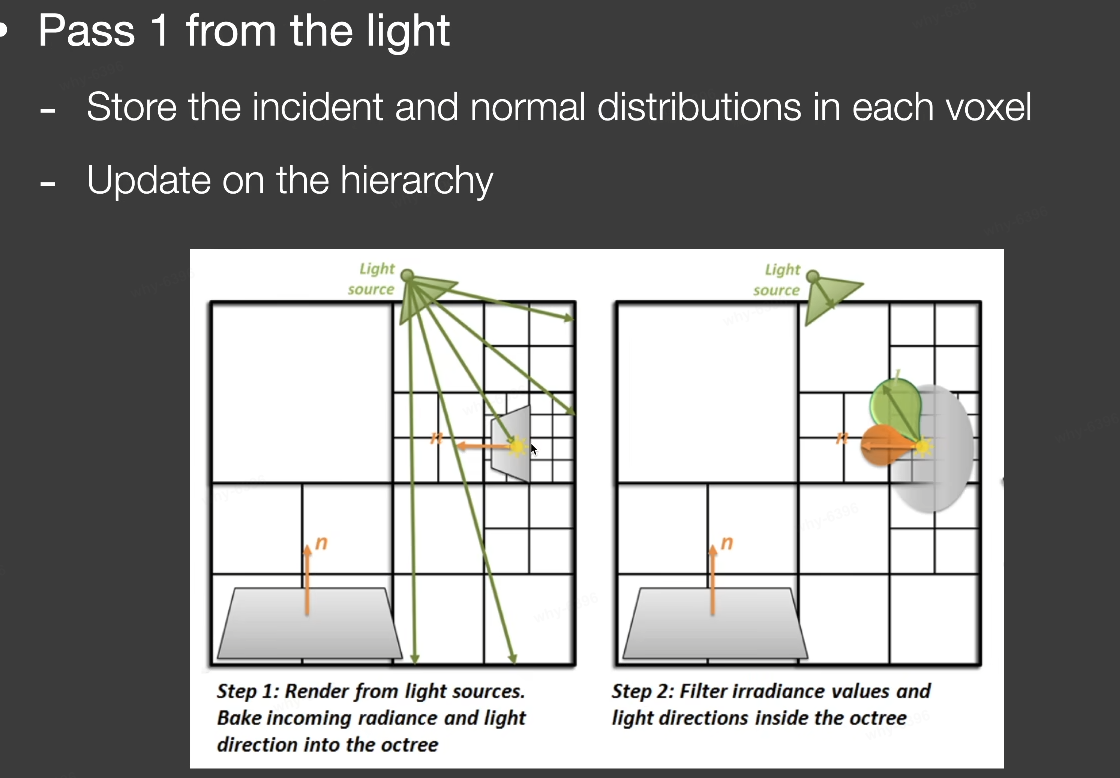 • Pass 1 from the light
- Store the incident and normal distributions in each voxel
- Update on the hierarchy
Light
source
n
n
Step 1: Render from light sources.
Bake incoming radiance and light
direction into the octree
Light
source
l
n
n
Step 2: Filter irradiance values and
light directions inside the octree
why-6398